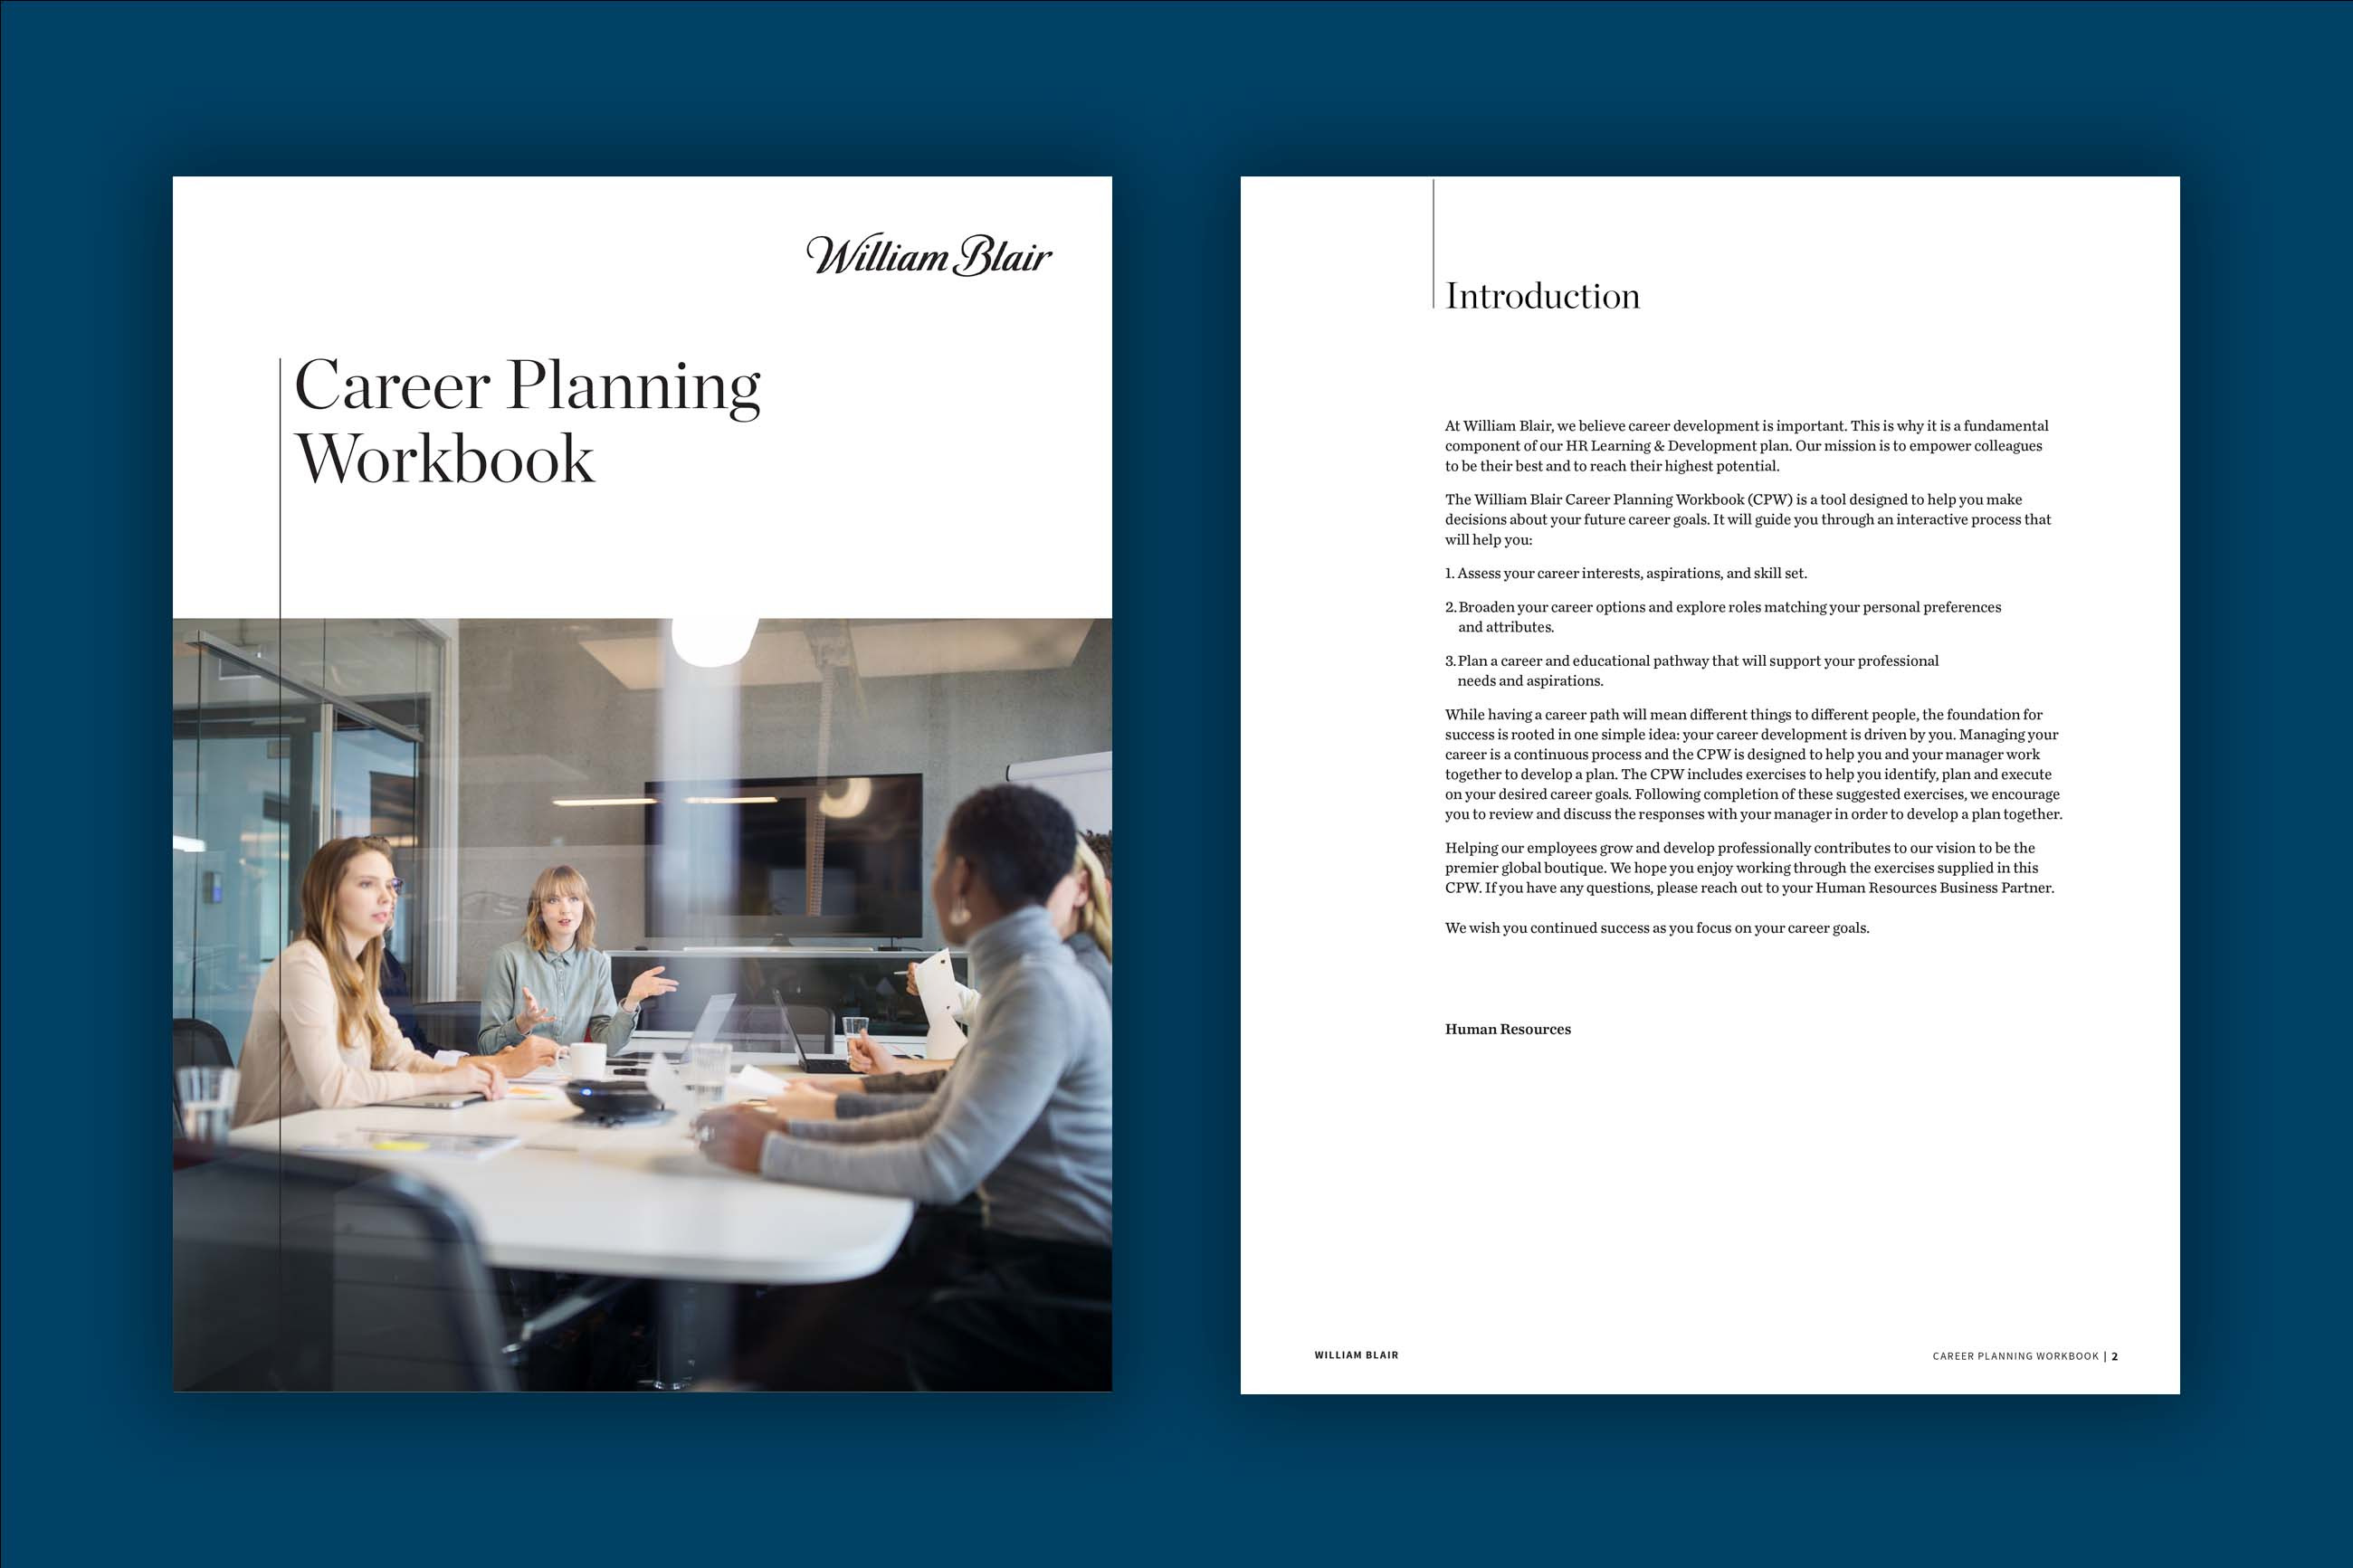 William Blair
Career Planning
Workbook
Introduction
At William Blair, we believe career development is important. This is why it is a fundamental
component of our HR Learning & Development plan. Our mission is to empower colleagues
to be their best and to reach their highest potential.
The William Blair Career Planning Workbook (CPW) is a tool designed to help you make
decisions about your future career goals. It will guide you through an interactive process that
will help you:
1. Assess your career interests, aspirations, and skill set.
2. Broaden your career options and explore roles matching your personal preferences
and attributes.
3. Plan a career and educational pathway that will support your professional
needs and aspirations.
While having a career path will mean different things to different people, the foundation for
success is rooted in one simple idea: your career development is driven by you. Managing your
career is a continuous process and the CPW is designed to help you and your manager work
together to develop a plan. The CPW includes exercises to help you identify, plan and execute
on your desired career goals. Following completion of these suggested exercises, we encourage
you to review and discuss the responses with your manager in order to develop a plan together.
Helping our employees grow and develop professionally contributes to our vision to be the
premier global boutique. We hope you enjoy working through the exercises supplied in this
CPW. If you have any questions, please reach out to your Human Resources Business Partner.
We wish you continued success as you focus on your career goals.
Human Resources
WILLIAM BLAIR
CAREER PLANNING WORKBOOK | 2